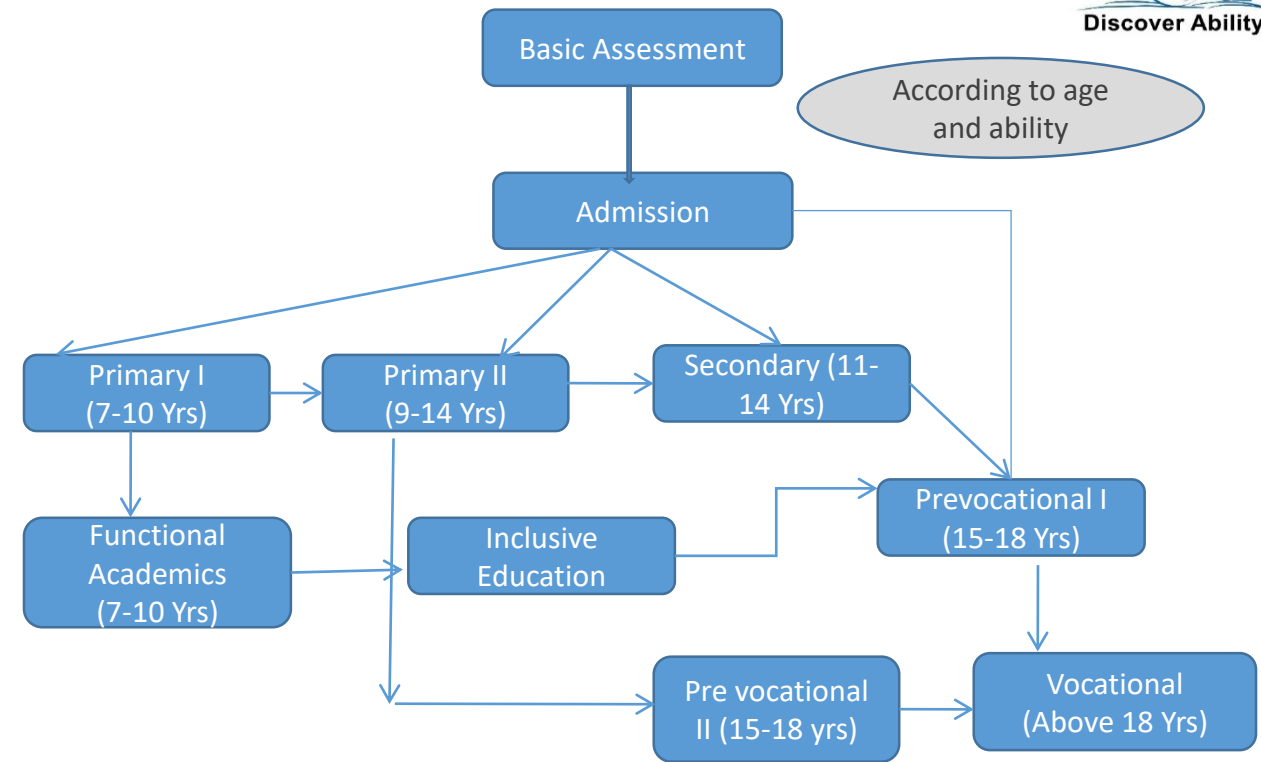 Discover Ability
Basic Assessment
According to age
and ability
Admission
Primary I
(7-10 Yrs)
Primary II
(9-14 Yrs)
Secondary (11-
14 Yrs)
Prevocational I
(15-18 Yrs)
Functional
Academics
(7-10 Yrs)
Inclusive
Education
Pre vocational
II (15-18 yrs)
Vocational
(Above 18 Yrs)